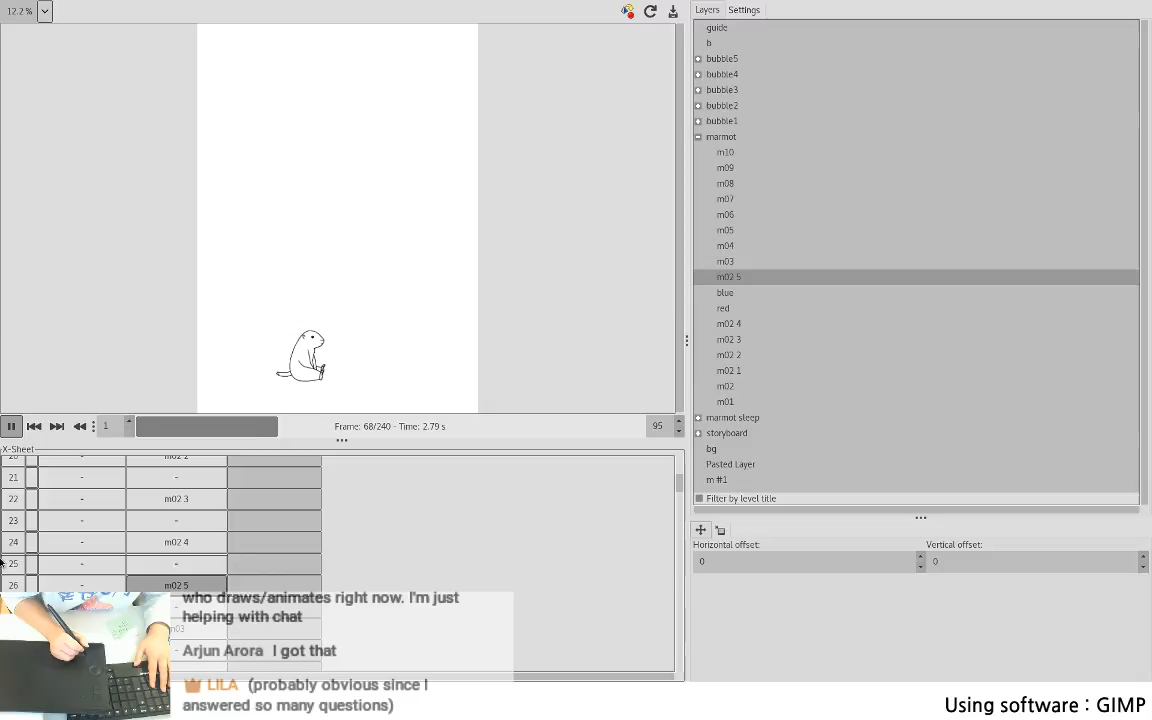 12.2 %
Layers Settings
guide
b
bubble5
bubble4
bubble3
bubble2
bubble1
marmot
m10
m09
m08
m07
m06
m05
m04
m03
m02 5
blue
red
m02 4
m02 3
m02 2
m02 1
m02
m01
marmot sleep
storyboard
bg
Pasted Layer
m #1
Filter by level title
1
Frame: 68/240 - Time: 2.79 s
95
X-Sheet
20 - m02 2
21 - -
22 - m02 3
23 - -
24 - m02 4
25 - -
26 - m02 5
-
m03
-
Horizontal offset: Vertical offset:
0 0
who draws/animates right now. I'm just
helping with chat
Arjun Arora I got that
LILA (probably obvious since I
answered so many questions)
Using software : GIMP